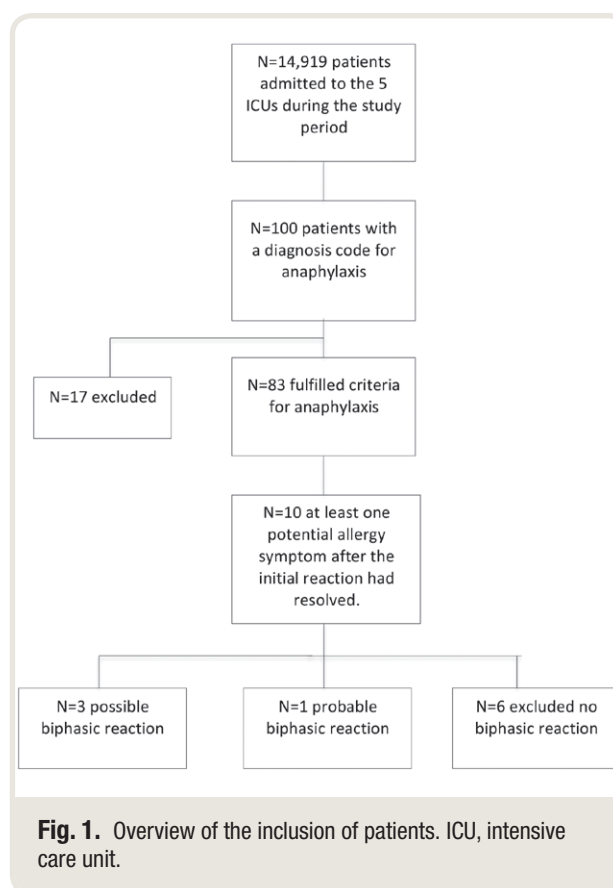 N=14,919 patients
admitted to the 5
ICUs during the study
period
N=100 patients with
a diagnosis code for
anaphylaxis
N=17 excluded
N=83 fulfilled criteria
for anaphylaxis
N=10 at least one
potential allergy
symptom after the
initial reaction had
resolved.
N=3 possible
biphasic reaction
N=1 probable
biphasic reaction
N=6 excluded no
biphasic reaction
Fig. 1. Overview of the inclusion of patients. ICU, intensive
care unit.